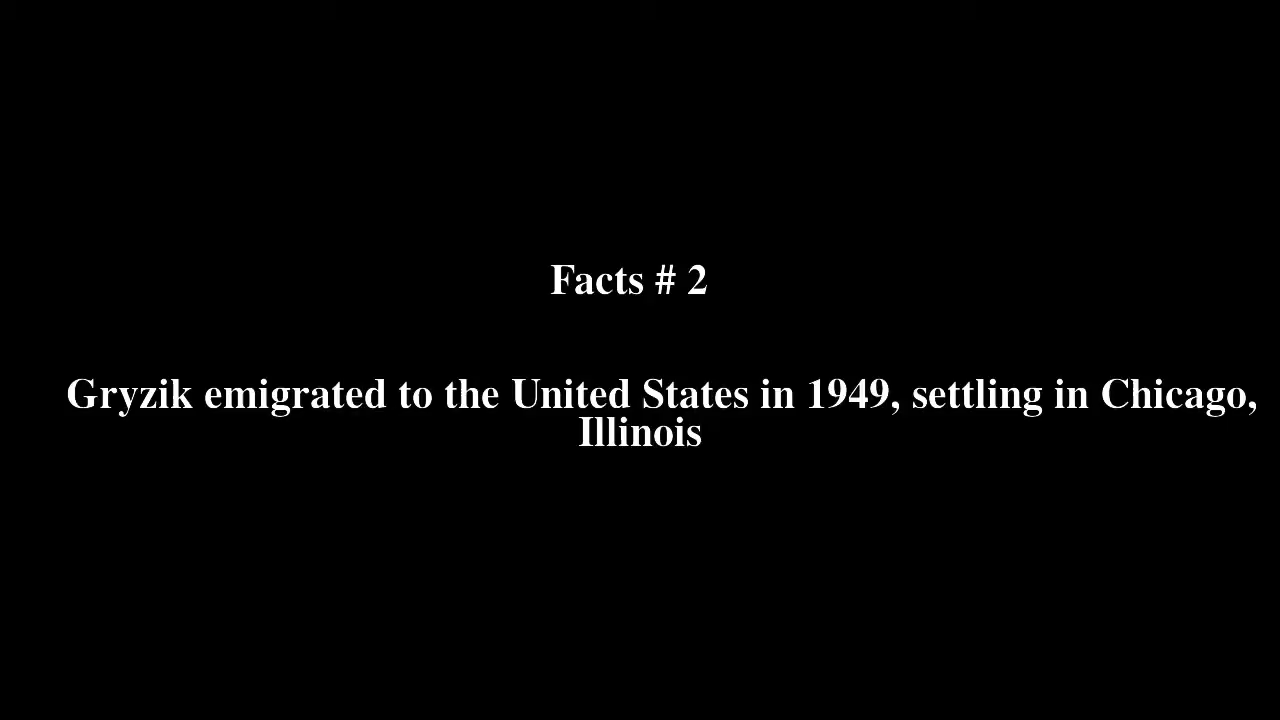 Facts # 2
Gryzik emigrated to the United States in 1949, settling in Chicago,
Illinois